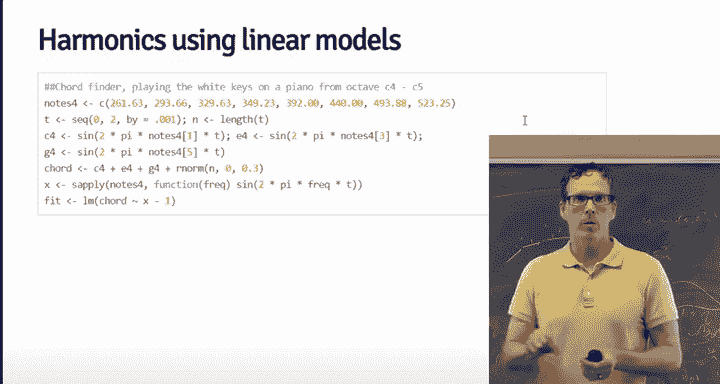 Harmonics using linear models
##Chord finder, playing the white keys on a piano from octave c4 - c5
notes4 <- c(261.63, 293.66, 329.63, 349.23, 392.00, 440.00, 493.88, 523.25)
t <- seq(0, 2, by = .001); n <- length(t)
c4 <- sin(2 * pi * notes4[1] * t); e4 <- sin(2 * pi * notes4[3] * t);
g4 <- sin(2 * pi * notes4[5] * t)
chord <- c4 + e4 + g4 + rnorm(n, 0, 0.3)
x <- sapply(notes4, function(freq) sin(2 * pi * freq * t))
fit <- lm(chord ~ x - 1)